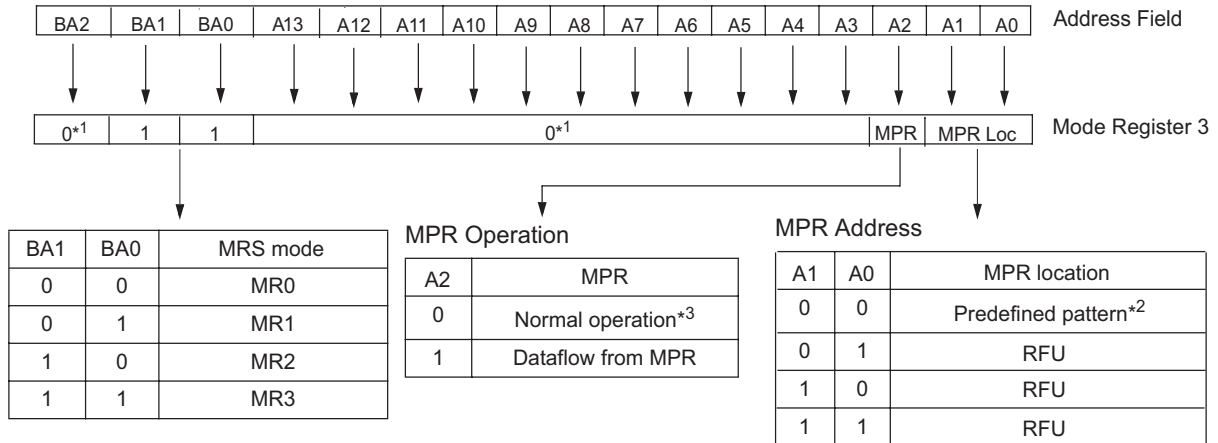 BA2 BA1 BA0 A13 A12 A11 A10 A9 A8 A7 A6 A5 A4 A3 A2 A1 A0 Address Field
0*1 1 1 0*1 MPR MPR Loc Mode Register 3
BA1 BA0 MRS mode
0 0 MR0
0 1 MR1
1 0 MR2
1 1 MR3
MPR Operation
A2 MPR
0 Normal operation*3
1 Dataflow from MPR
MPR Address
A1 A0 MPR location
0 0 Predefined pattern*2
0 1 RFU
1 0 RFU
1 1 RFU